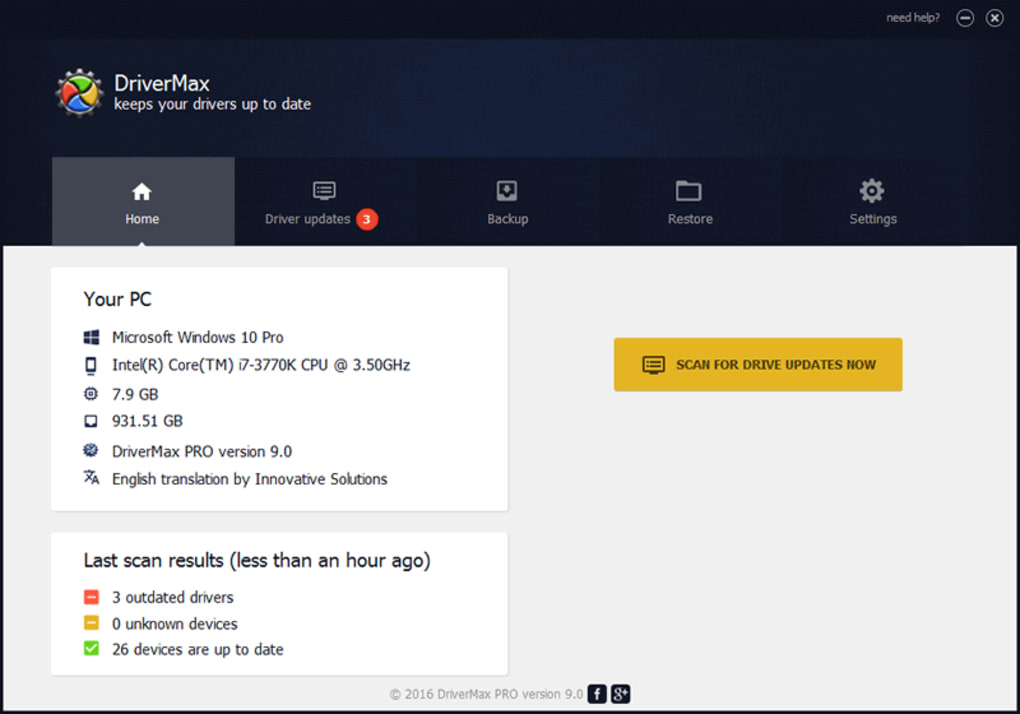 need help?
DriverMax
keeps your drivers up to date
Home
Driver updates 3
Backup
Restore
Settings
Your PC
Microsoft Windows 10 Pro
Intel(R) Core(TM) i7-3770K CPU @ 3.50GHz
7.9 GB
931.51 GB
DriverMax PRO version 9.0
English translation by Innovative Solutions
SCAN FOR DRIVE UPDATES NOW
Last scan results (less than an hour ago)
3 outdated drivers
0 unknown devices
26 devices are up to date
© 2016 DriverMax PRO version 9.0